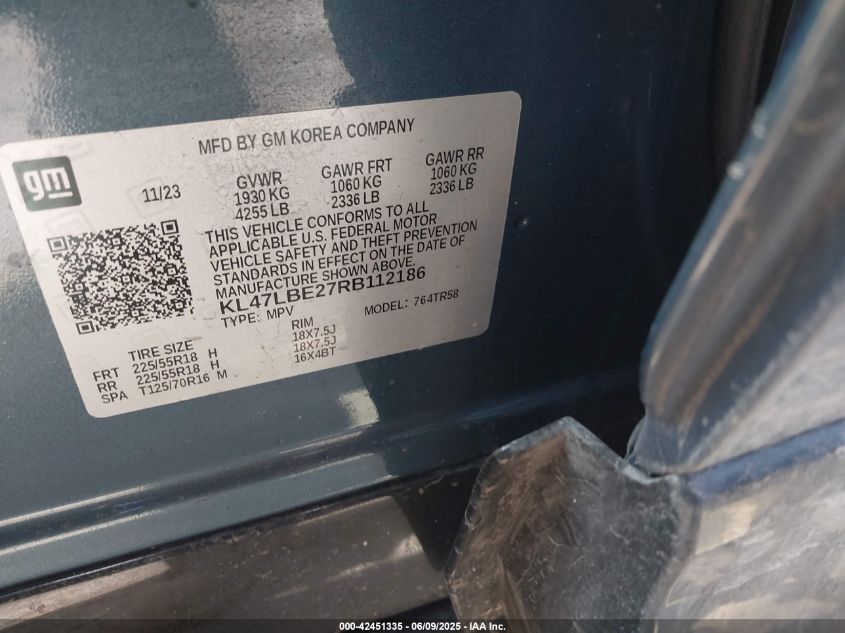 MFD BY GM KOREA COMPANY
gm
11/23
GVWR GAWR FRT GAWR RR
1930 KG 1060 KG 1060 KG
4255 LB 2336 LB 2336 LB
THIS VEHICLE CONFORMS TO ALL
APPLICABLE U.S. FEDERAL MOTOR
VEHICLE SAFETY AND THEFT PREVENTION
STANDARDS IN EFFECT ON THE DATE OF
MANUFACTURE SHOWN ABOVE.
KL47LBE27RB112186
TYPE: MPV MODEL: 764TR58
TIRE SIZE RIM
FRT 225/55R18 H 18X7.5J
RR 225/55R18 H 18X7.5J
SPA T125/70R16 M 16X4BT
000-42451335 - 06/09/2025 - IAA Inc.